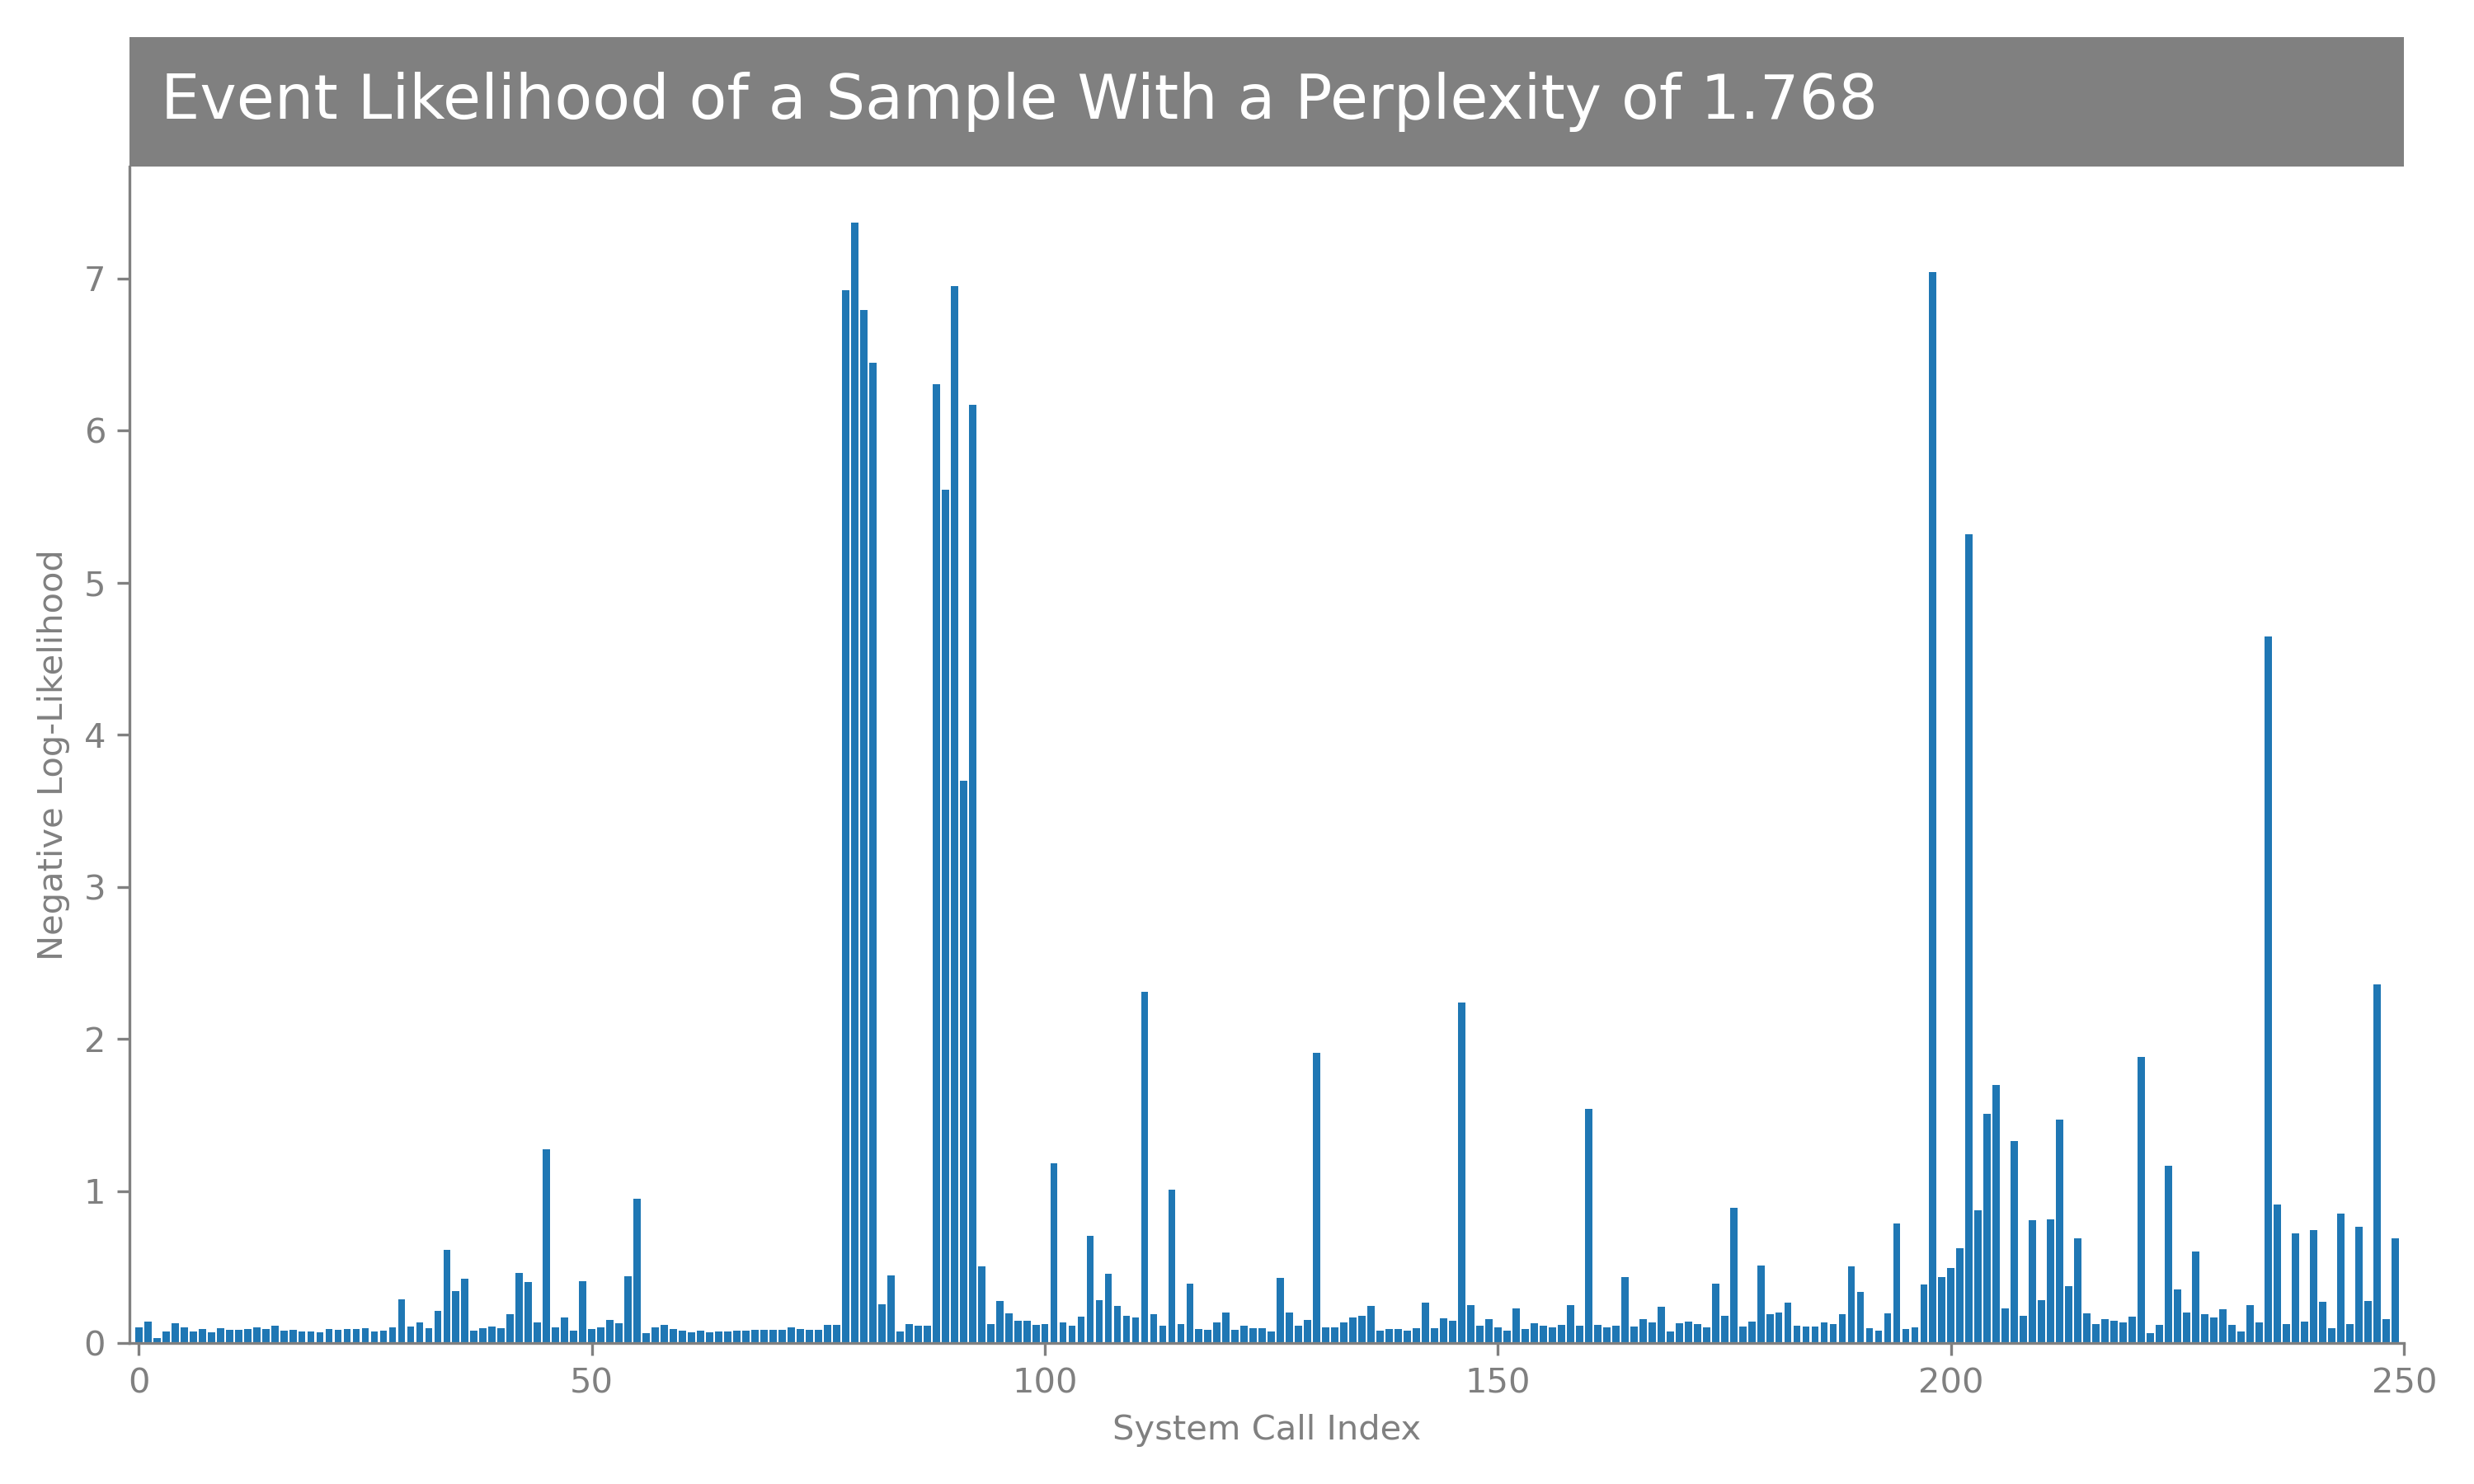 Event Likelihood of a Sample With a Perplexity of 1.768
Negative Log-Likelihood
7
6
5
4
3
2
1
0
0 50 100 150 200 250
System Call Index